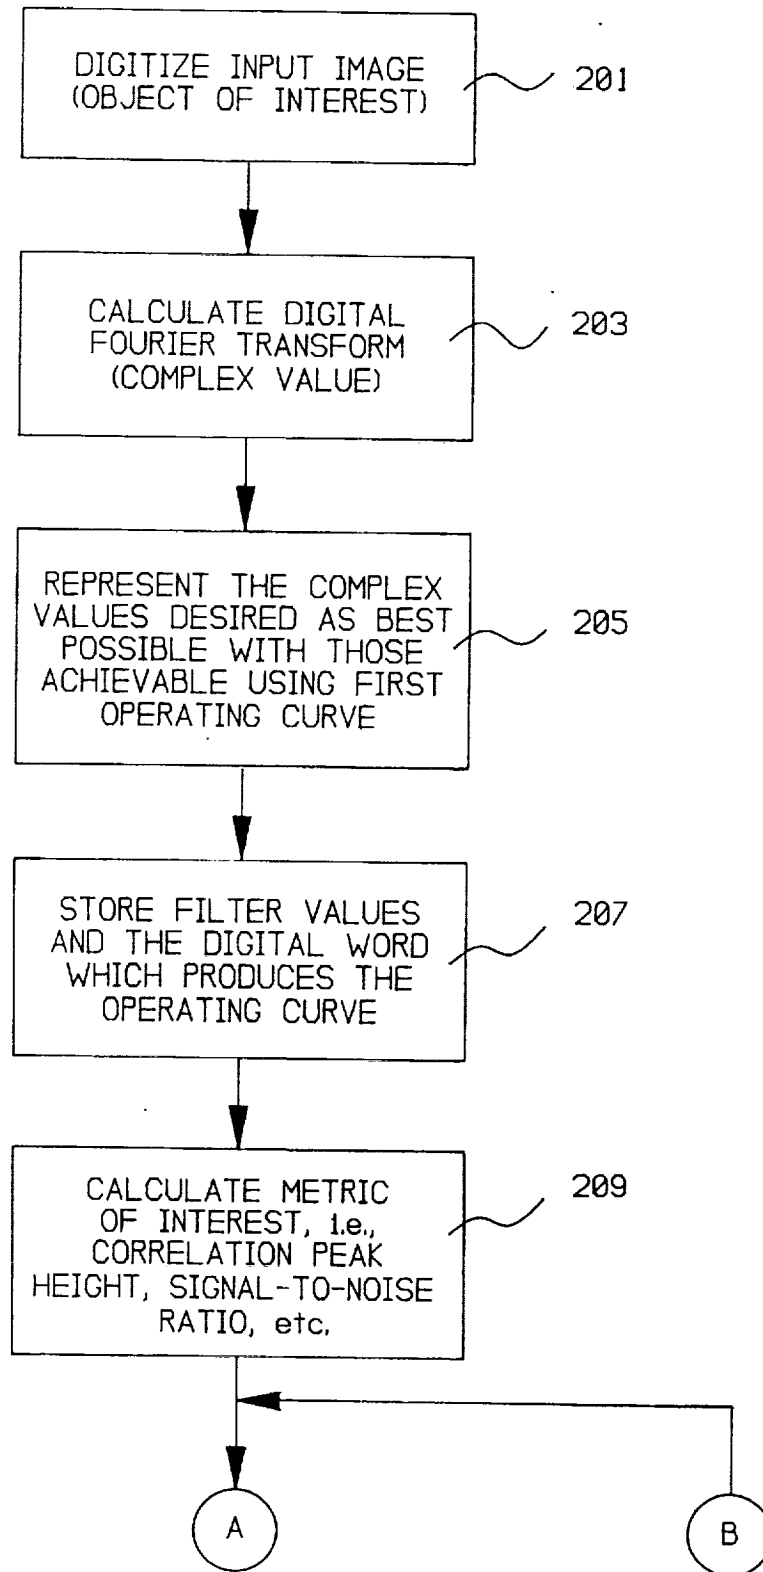 DIGITIZE INPUT IMAGE
(OBJECT OF INTEREST)
201
CALCULATE DIGITAL
FOURIER TRANSFORM
(COMPLEX VALUE)
203
REPRESENT THE COMPLEX
VALUES DESIRED AS BEST
POSSIBLE WITH THOSE
ACHIEVABLE USING FIRST
OPERATING CURVE
205
STORE FILTER VALUES
AND THE DIGITAL WORD
WHICH PRODUCES THE
OPERATING CURVE
207
CALCULATE METRIC
OF INTEREST, i.e.,
CORRELATION PEAK
HEIGHT, SIGNAL-TO-NOISE
RATIO, etc.
209
A
B